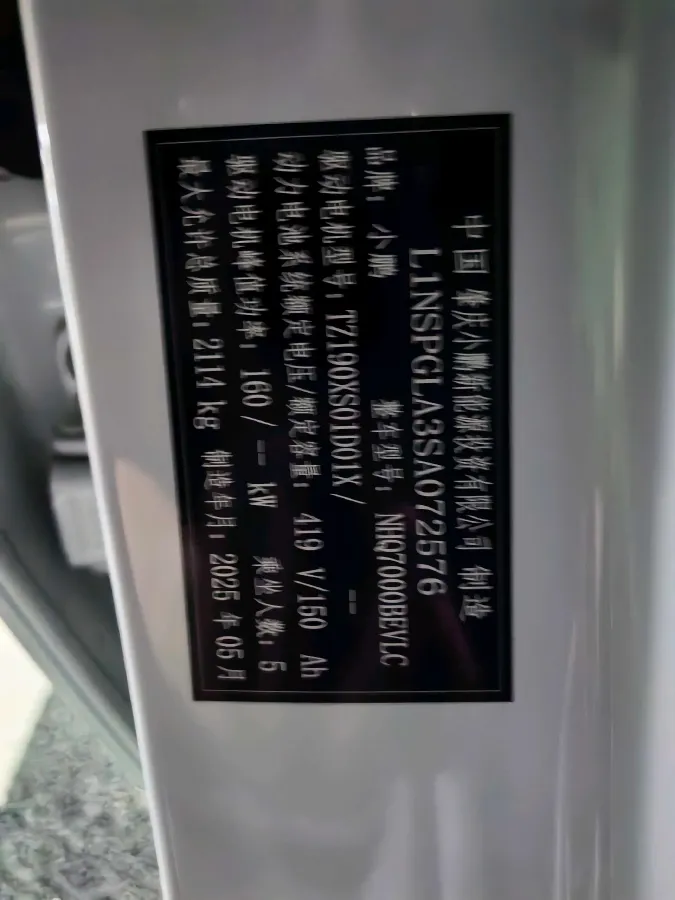 中国 肇庆小鹏新能源投资有限公司 制造
L1NSPGLA3SA072576
品牌：小鹏 整车型号：NHQ7000BEVLC
驱动电机型号：TZ190XS01D01X/ --
动力电池系统额定电压/额定容量：419 V/150 Ah
驱动电机峰值功率：160/ -- kW 乘坐人数：5
最大允许总质量：2114 kg 制造年月：2025 年 05 月